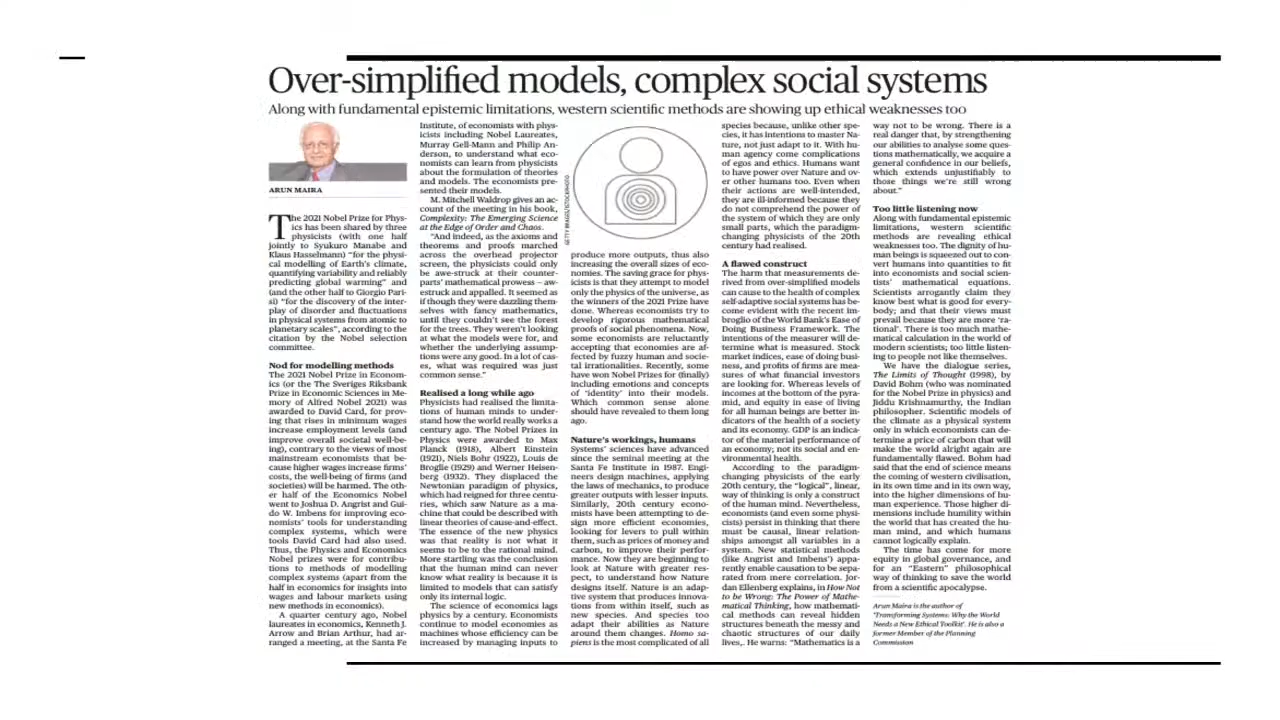 Over-simplified models, complex social systems
Along with fundamental epistemic limitations, western scientific methods are showing up ethical weaknesses too
ARUN MAIRA
The 2021 Nobel Prize for Phys-
ics has been shared by three
physicists (with one half
jointly to Syukuro Manabe and
Klaus Hasselmann) “for the physi-
cal modelling of Earth’s climate,
quantifying variability and reliably
predicting global warming” and
(and the other half to Giorgio Pari-
si) “for the discovery of the inter-
play of disorder and fluctuations
in physical systems from atomic to
planetary scales”, according to the
citation by the Nobel selection
committee.
Nod for modelling methods
The 2021 Nobel Prize in Econom-
ics (or the The Sveriges Riksbank
Prize in Economic Sciences in Me-
mory of Alfred Nobel 2021) was
awarded to David Card, for prov-
ing that rises in minimum wages
increase employment levels (and
improve overall societal well-be-
ing), contrary to the views of most
mainstream economists that be-
cause higher wages increase firms’
costs, the well-being of firms (and
societies) will be harmed. The oth-
er half of the Economics Nobel
went to Joshua D. Angrist and Gui-
do W. Imbens for improving eco-
nomists’ tools for understanding
complex systems, which were
tools David Card had also used.
Thus, the Physics and Economics
Nobel prizes were for contribu-
tions to methods of modelling
complex systems (apart from the
half in economics for insights into
wages and labour markets using
new methods in economics).
A quarter century ago, Nobel
laureates in economics, Kenneth J.
Arrow and Brian Arthur, had ar-
ranged a meeting, at the Santa Fe
Institute, of economists with phys-
icists including Nobel Laureates,
Murray Gell-Mann and Philip An-
derson, to understand what eco-
nomists can learn from physicists
about the formulation of theories
and models. The economists pre-
sented their models.
M. Mitchell Waldrop gives an ac-
count of the meeting in his book,
Complexity: The Emerging Science
at the Edge of Order and Chaos.
“And indeed, as the axioms and
theorems and proofs marched
across the overhead projector
screen, the physicists could only
be awe-struck at their counter-
parts’ mathematical prowess – aw-
estruck and appalled. It seemed as
if though they were dazzling them-
selves with fancy mathematics,
until they couldn’t see the forest
for the trees. They weren’t looking
at what the models were for, and
whether the underlying assump-
tions were any good. In a lot of cas-
es, what was required was just
common sense.”
Realised a long while ago
Physicists had realised the limita-
tions of human minds to under-
stand how the world really works a
century ago. The Nobel Prizes in
Physics were awarded to Max
Planck (1918), Albert Einstein
(1921), Niels Bohr (1922), Louis de
Broglie (1929) and Werner Heisen-
berg (1932). They displaced the
Newtonian paradigm of physics,
which had reigned for three centu-
ries, which saw Nature as a ma-
chine that could be described with
linear theories of cause-and-effect.
The essence of the new physics
was that reality is not what it
seems to be to the rational mind.
More startling was the conclusion
that the human mind can never
know what reality is because it is
limited to models that can satisfy
only its internal logic.
The science of economics lags
physics by a century. Economists
continue to model economies as
machines whose efficiency can be
increased by managing inputs to
GETTY IMAGES/ISTOCKPHOTO
produce more outputs, thus also
increasing the overall sizes of eco-
nomies. The saving grace for phys-
icists is that they attempt to model
only the physics of the universe, as
the winners of the 2021 Prize have
done. Whereas economists try to
develop rigorous mathematical
proofs of social phenomena. Now,
some economists are reluctantly
accepting that economies are af-
fected by fuzzy human and socie-
tal irrationalities. Recently, some
have won Nobel Prizes for (finally)
including emotions and concepts
of ‘identity’ into their models.
Which common sense alone
should have revealed to them long
ago.
Nature’s workings, humans
Systems’ sciences have advanced
since the seminal meeting at the
Santa Fe Institute in 1987. Engi-
neers design machines, applying
the laws of mechanics, to produce
greater outputs with lesser inputs.
Similarly, 20th century econo-
mists have been attempting to de-
sign more efficient economies,
looking for levers to pull within
them, such as prices of money and
carbon, to improve their perfor-
mance. Now they are beginning to
look at Nature with greater res-
pect, to understand how Nature
designs itself. Nature is an adap-
tive system that produces innova-
tions from within itself, such as
new species. And species too
adapt their abilities as Nature
around them changes. Homo sa-
piens is the most complicated of all
species because, unlike other spe-
cies, it has intentions to master Na-
ture, not just adapt to it. With hu-
man agency come complications
of egos and ethics. Humans want
to have power over Nature and ov-
er other humans too. Even when
their actions are well-intended,
they are ill-informed because they
do not comprehend the power of
the system of which they are only
small parts, which the paradigm-
changing physicists of the 20th
century had realised.
A flawed construct
The harm that measurements de-
rived from over-simplified models
can cause to the health of complex
self-adaptive social systems has be-
come evident with the recent im-
broglio of the World Bank’s Ease of
Doing Business Framework. The
intentions of the measurer will de-
termine what is measured. Stock
market indices, ease of doing busi-
ness, and profits of firms are mea-
sures of what financial investors
are looking for. Whereas levels of
incomes at the bottom of the pyra-
mid, and equity in ease of living
for all human beings are better in-
dicators of the health of a society
and its economy. GDP is an indica-
tor of the material performance of
an economy; not its social and en-
vironmental health.
According to the paradigm-
changing physicists of the early
20th century, the “logical”, linear,
way of thinking is only a construct
of the human mind. Nevertheless,
economists (and even some physi-
cists) persist in thinking that there
must be causal, linear relation-
ships amongst all variables in a
system. New statistical methods
(like Angrist and Imbens’) appa-
rently enable causation to be sepa-
rated from mere correlation. Jor-
dan Ellenberg explains, in How Not
to be Wrong: The Power of Mathe-
matical Thinking, how mathemati-
cal methods can reveal hidden
structures beneath the messy and
chaotic structures of our daily
lives,. He warns: “Mathematics is a
way not to be wrong. There is a
real danger that, by strengthening
our abilities to analyse some ques-
tions mathematically, we acquire a
general confidence in our beliefs,
which extends unjustifiably to
those things we’re still wrong
about.”
Too little listening now
Along with fundamental epistemic
limitations, western scientific
methods are revealing ethical
weaknesses too. The dignity of hu-
man beings is squeezed out to con-
vert humans into quantities to fit
into economists and social scien-
tists’ mathematical equations.
Scientists arrogantly claim they
know best what is good for every-
body; and that their views must
prevail because they are more ‘ra-
tional’. There is too much mathe-
matical calculation in the world of
modern scientists; too little listen-
ing to people not like themselves.
We have the dialogue series,
The Limits of Thought (1998), by
David Bohm (who was nominated
for the Nobel Prize in physics) and
Jiddu Krishnamurthy, the Indian
philosopher. Scientific models of
the climate as a physical system
only in which economists can de-
termine a price of carbon that will
make the world alright again are
fundamentally flawed. Bohm had
said that the end of science means
the coming of western civilisation,
in its own time and in its own way,
into the higher dimensions of hu-
man experience. Those higher di-
mensions include humility within
the world that has created the hu-
man mind, and which humans
cannot logically explain.
The time has come for more
equity in global governance, and
for an “Eastern” philosophical
way of thinking to save the world
from a scientific apocalypse.
Arun Maira is the author of
‘Transforming Systems: Why the World
Needs a New Ethical Toolkit’. He is also a
former Member of the Planning
Commission